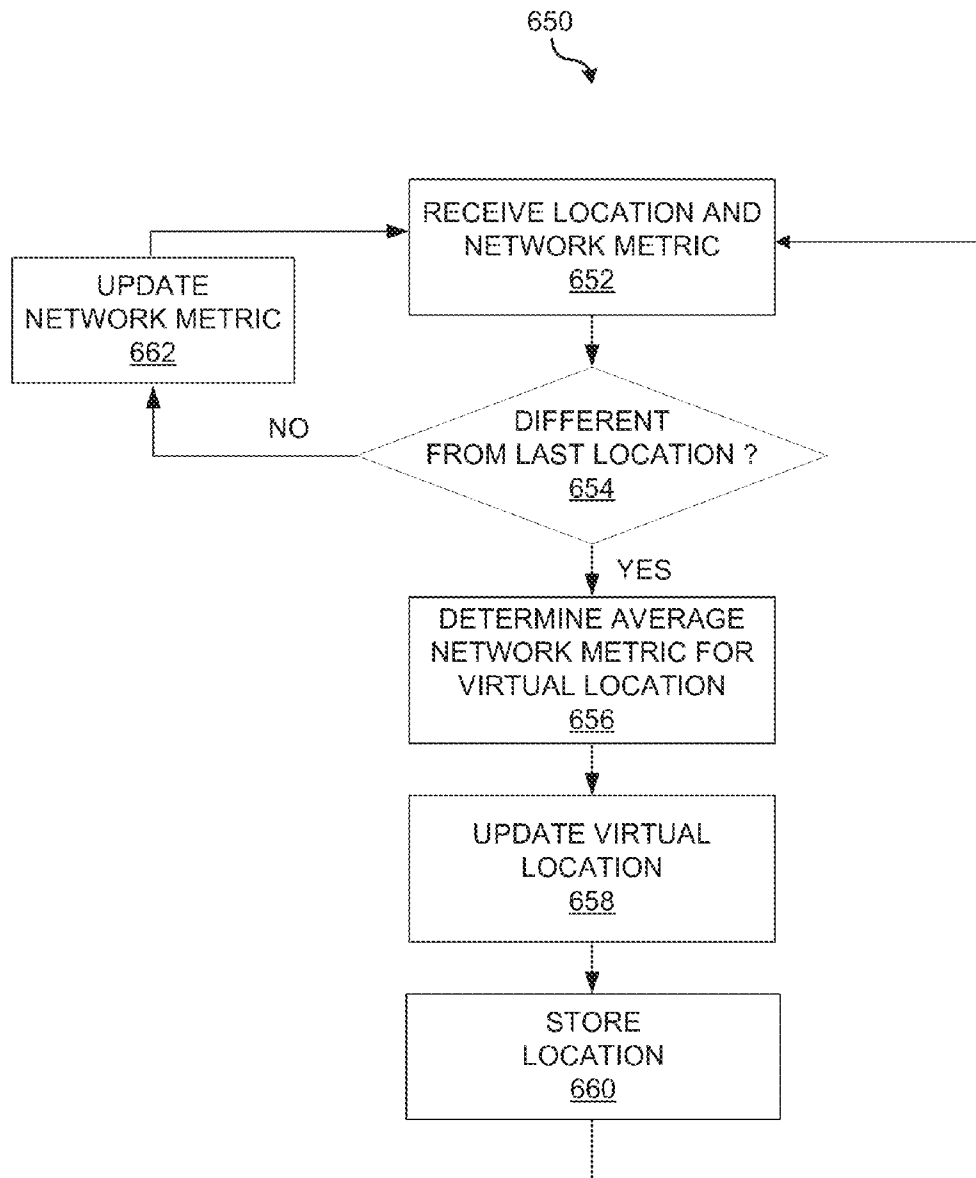 650
RECEIVE LOCATION AND
NETWORK METRIC
652
UPDATE
NETWORK METRIC
662
DIFFERENT
FROM LAST LOCATION ?
654
NO
YES
DETERMINE AVERAGE
NETWORK METRIC FOR
VIRTUAL LOCATION
656
UPDATE VIRTUAL
LOCATION
658
STORE
LOCATION
660